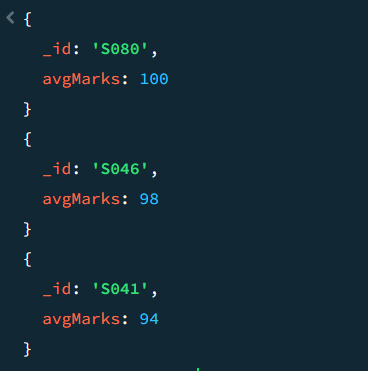 {
_id: 'S080',
avgMarks: 100
}
{
_id: 'S046',
avgMarks: 98
}
{
_id: 'S041',
avgMarks: 94
}